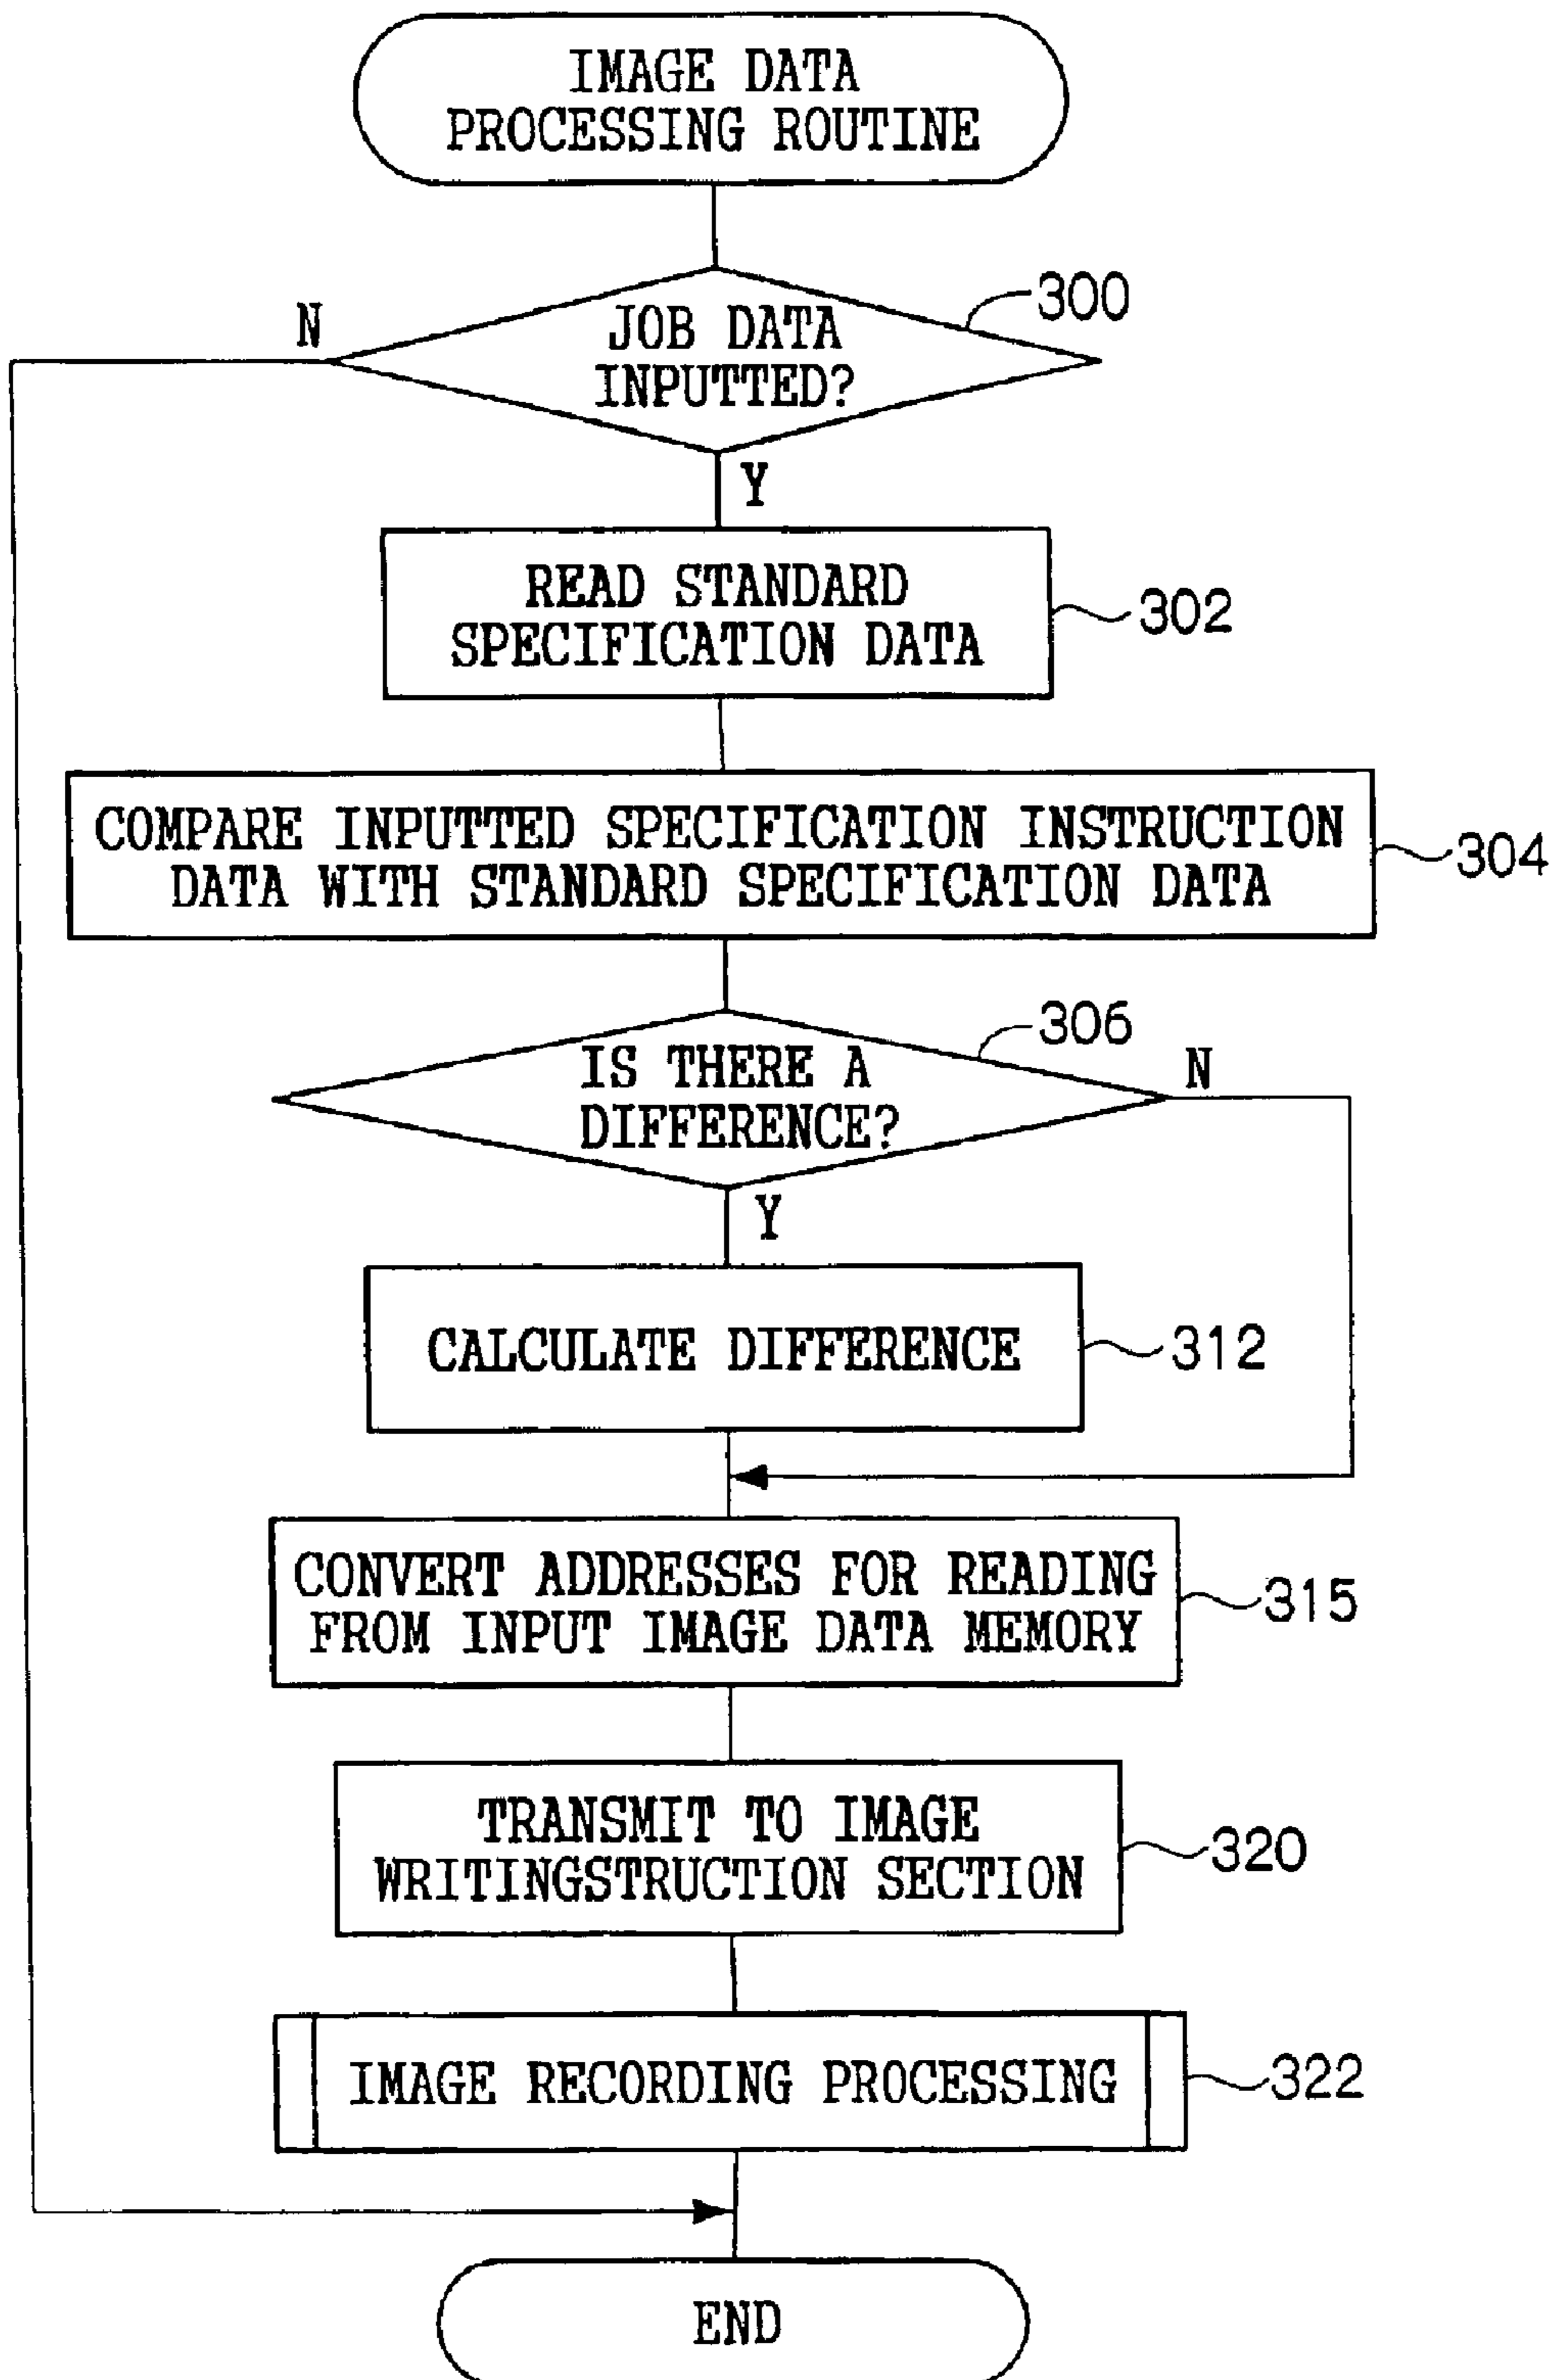 IMAGE DATA
PROCESSING ROUTINE
300
N
JOB DATA
INPUTTED?
Y
READ STANDARD
SPECIFICATION DATA
302
COMPARE INPUTTED SPECIFICATION INSTRUCTION
DATA WITH STANDARD SPECIFICATION DATA
304
306
IS THERE A
DIFFERENCE?
N
Y
CALCULATE DIFFERENCE
312
CONVERT ADDRESSES FOR READING
FROM INPUT IMAGE DATA MEMORY
315
TRANSMIT TO IMAGE
WRITINGSTRUCTION SECTION
320
IMAGE RECORDING PROCESSING
322
END